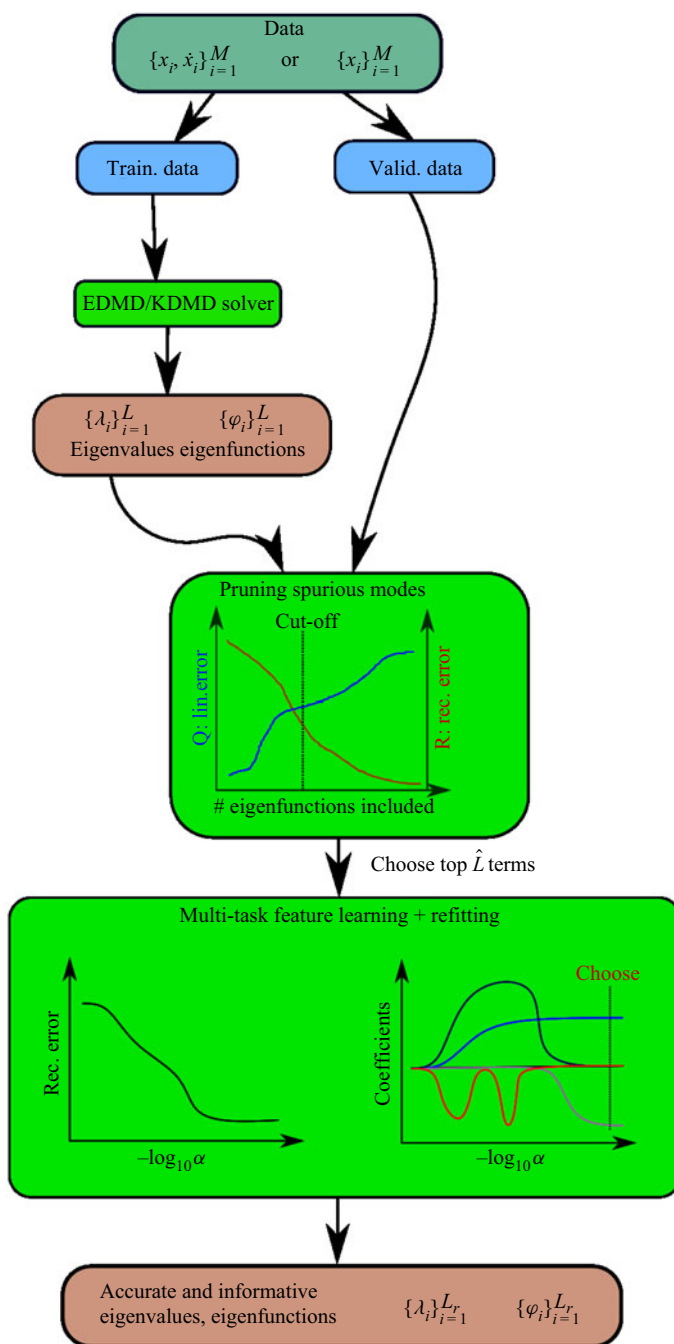 Data
{x_i, ẋ_i}_{i=1}^M or {x_i}_{i=1}^M
Train. data
Valid. data
EDMD/KDMD solver
{λ_i}_{i=1}^L {φ_i}_{i=1}^L
Eigenvalues eigenfunctions
Pruning spurious modes
Cut-off
Q: lin.error
R: rec. error
# eigenfunctions included
Choose top L̂ terms
Multi-task feature learning + refitting
Rec. error
–log₁₀α
Choose
Coefficients
–log₁₀α
Accurate and informative
eigenvalues, eigenfunctions
{λ_i}_{i=1}^{L_r} {φ_i}_{i=1}^{L_r}